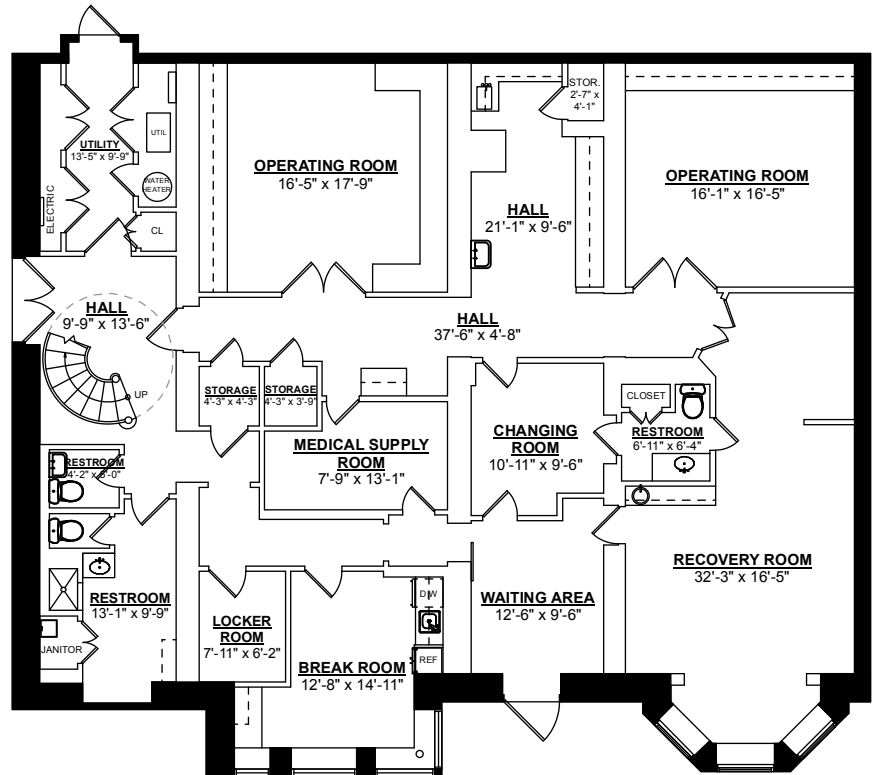 STOR.
2'-7" x
4'-1"
UTIL
UTILITY
13'-5" x 9'-9"
OPERATING ROOM
16'-5" x 17'-9"
OPERATING ROOM
16'-1" x 16'-5"
WATER
HEATER
ELECTRIC
CL
HALL
21'-1" x 9'-6"
HALL
9'-9" x 13'-6"
HALL
37'-6" x 4'-8"
UP
STORAGE
4'-3" x 4'-3"
STORAGE
4'-3" x 3'-9"
CLOSET
MEDICAL SUPPLY
ROOM
7'-9" x 13'-1"
CHANGING
ROOM
10'-11" x 9'-6"
RESTROOM
6'-11" x 6'-4"
RESTROOM
RECOVERY ROOM
32'-3" x 16'-5"
RESTROOM
13'-1" x 9'-9"
D/W
WAITING AREA
12'-6" x 9'-6"
LOCKER
ROOM
7'-11" x 6'-2"
JANITOR
REF
BREAK ROOM
12'-8" x 14'-11"